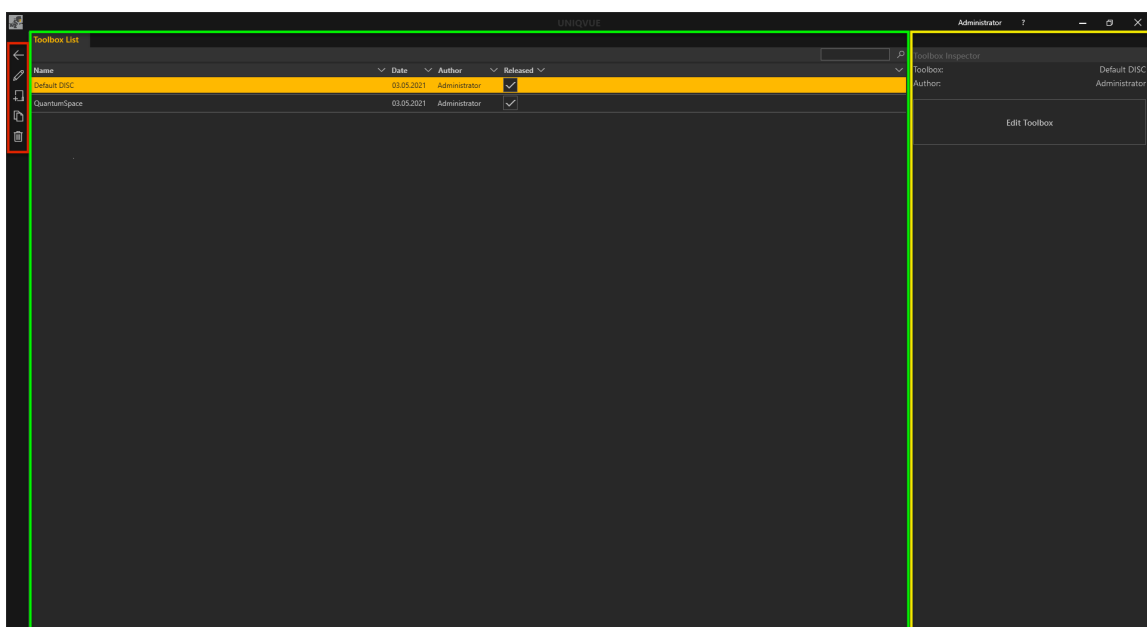 UNIQVUE
Administrator ?
Toolbox List
Toolbox Inspector
Name Date Author Released
Toolbox: Default DISC
Default DISC 03.05.2021 Administrator
Author: Administrator
QuantumSpace 03.05.2021 Administrator
Edit Toolbox